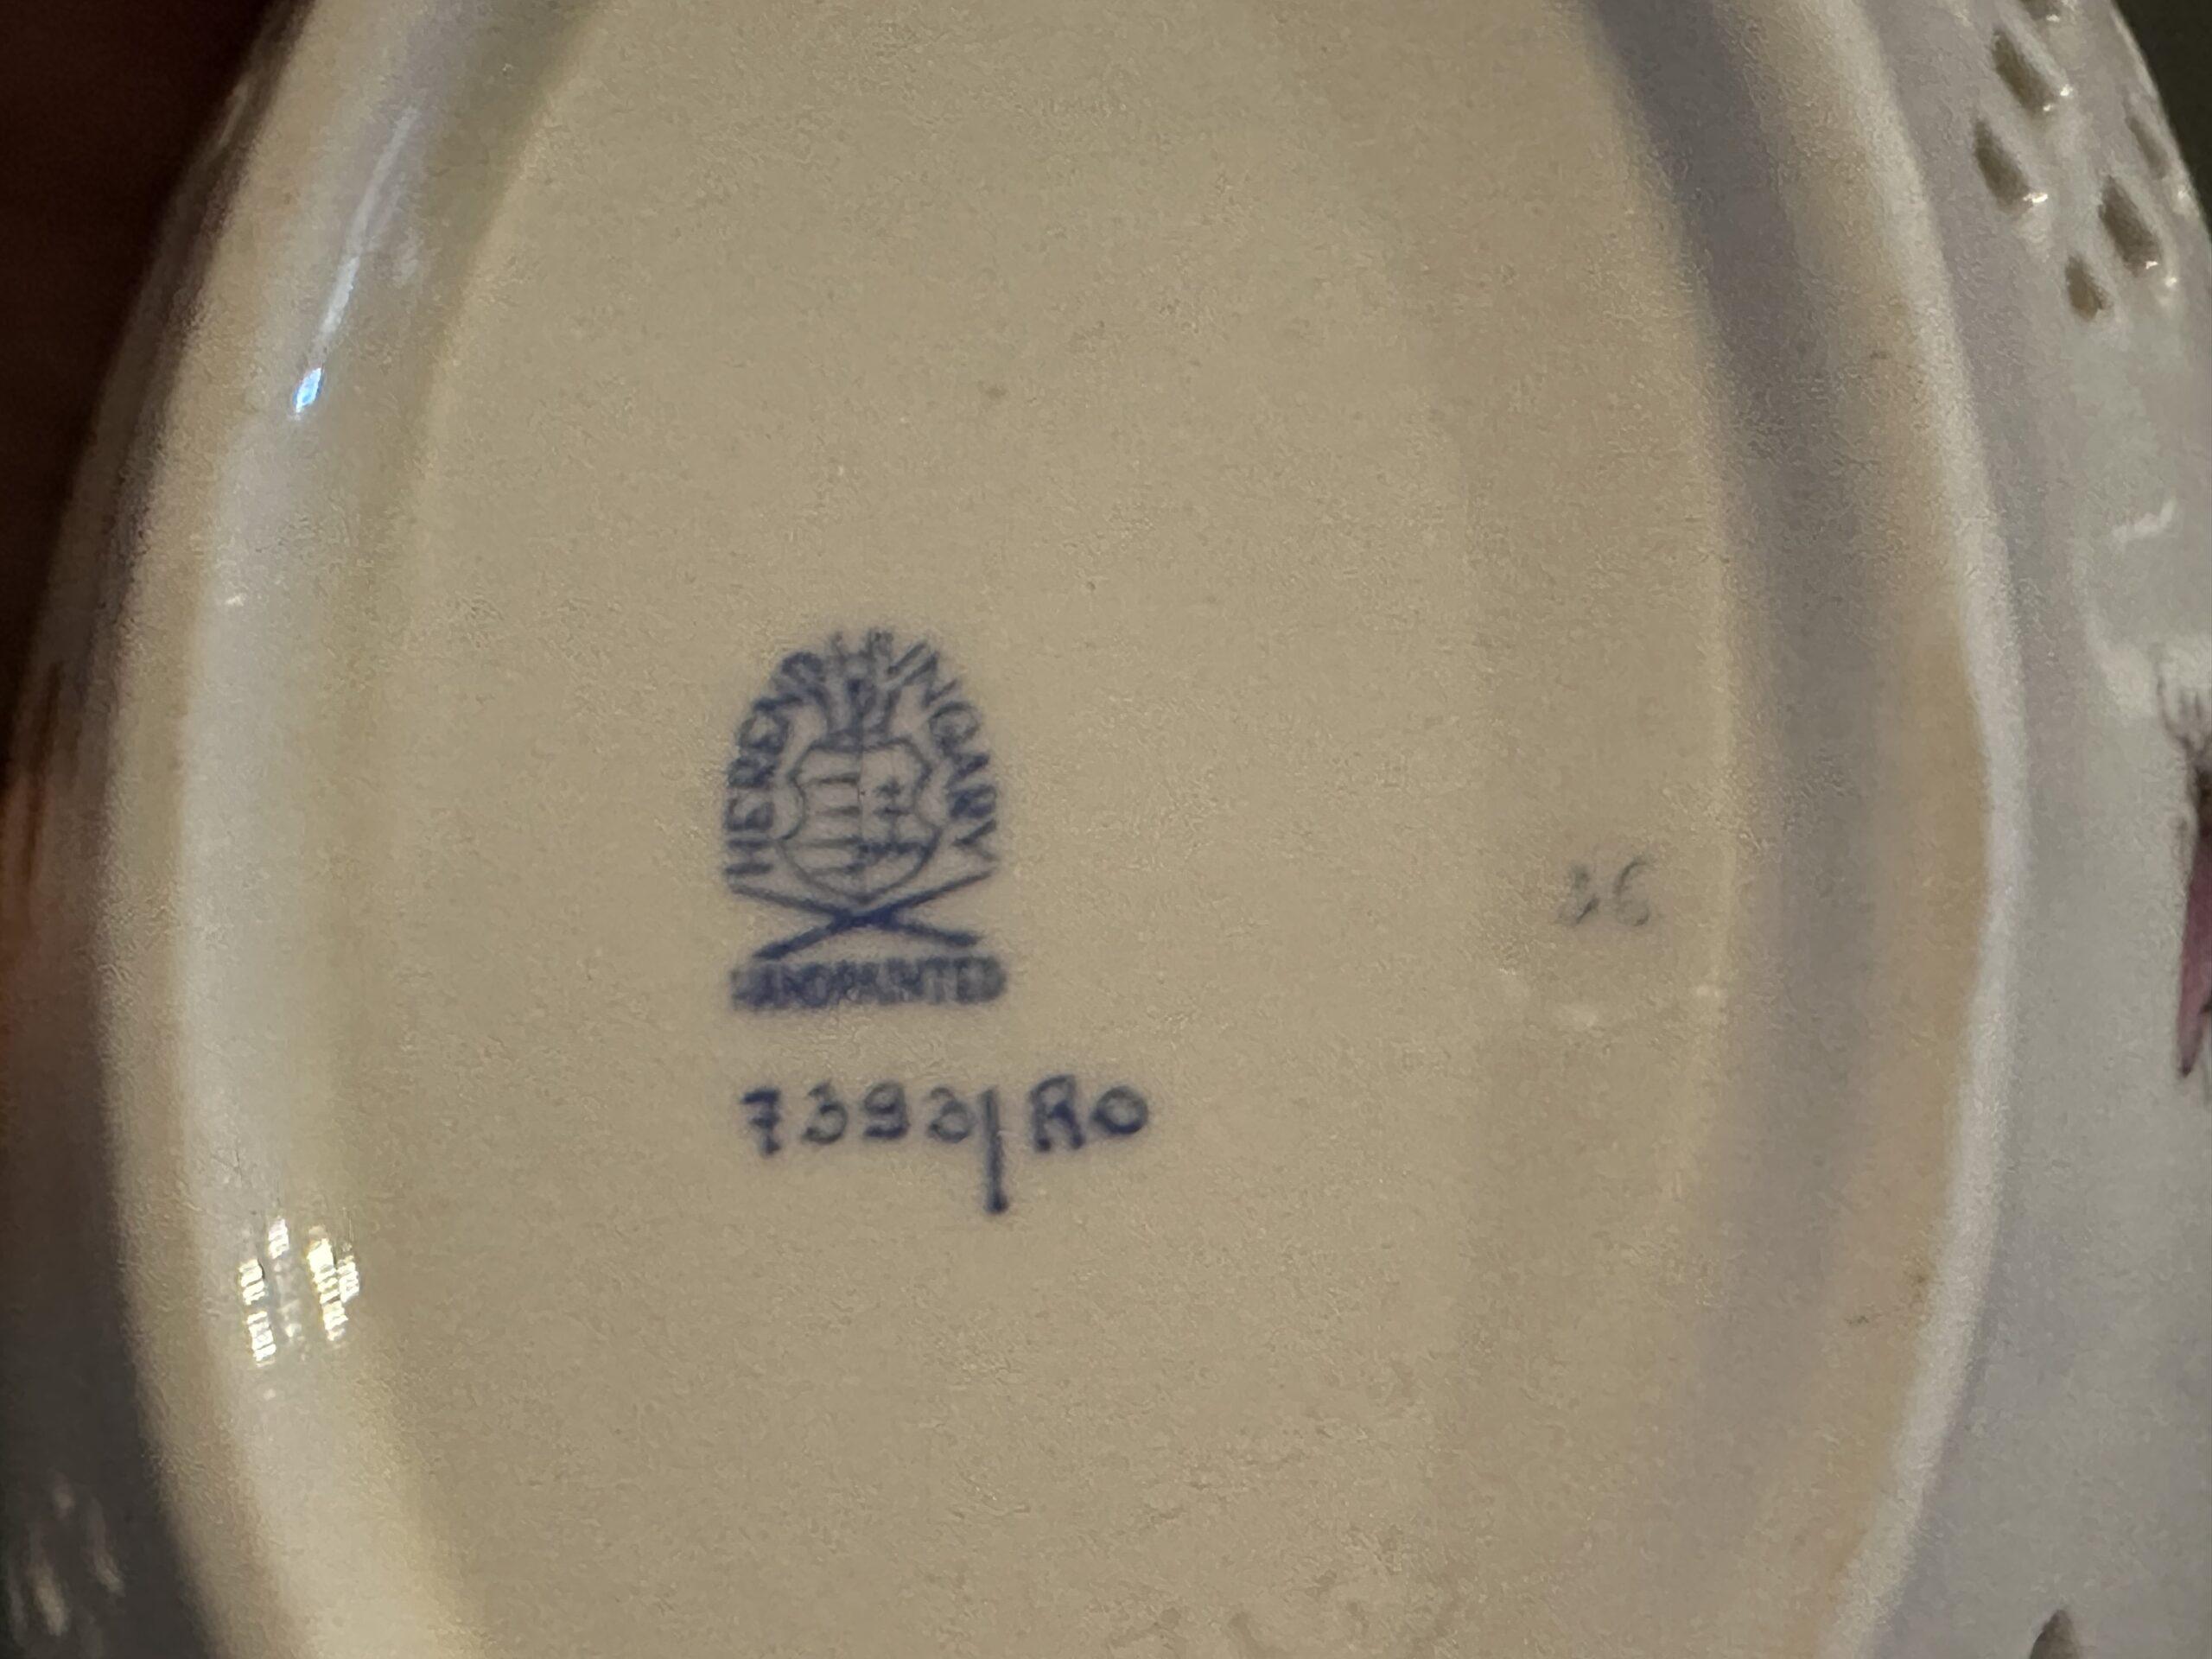 HEREND HUNGARY
HANDPAINTED
7393/RO